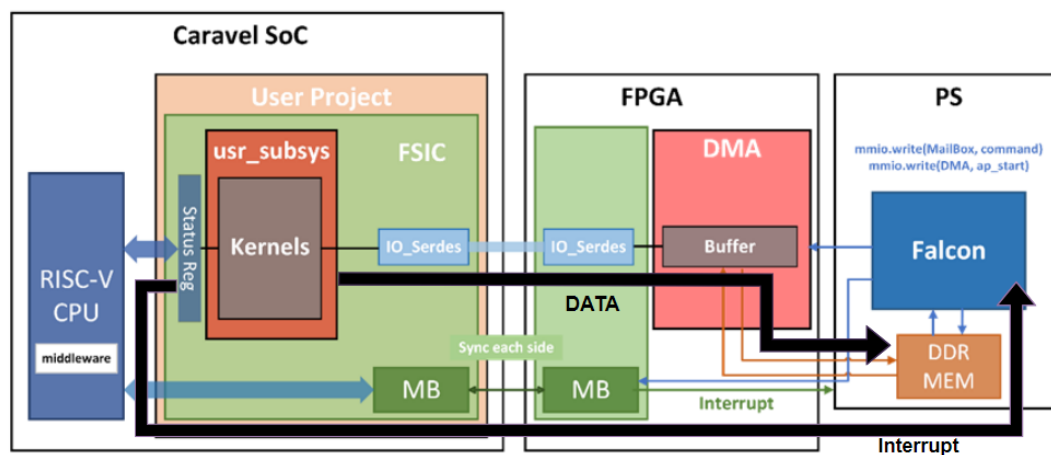 Caravel SoC
User Project
FPGA
PS
usr_subsys
FSIC
DMA
mmio.write(MailBox, command)
mmio.write(DMA, ap_start)
Status Reg
Kernels
IO_Serdes
IO_Serdes
Buffer
Falcon
RISC-V
CPU
DATA
middleware
Sync each side
DDR
MEM
MB
MB
Interrupt
Interrupt